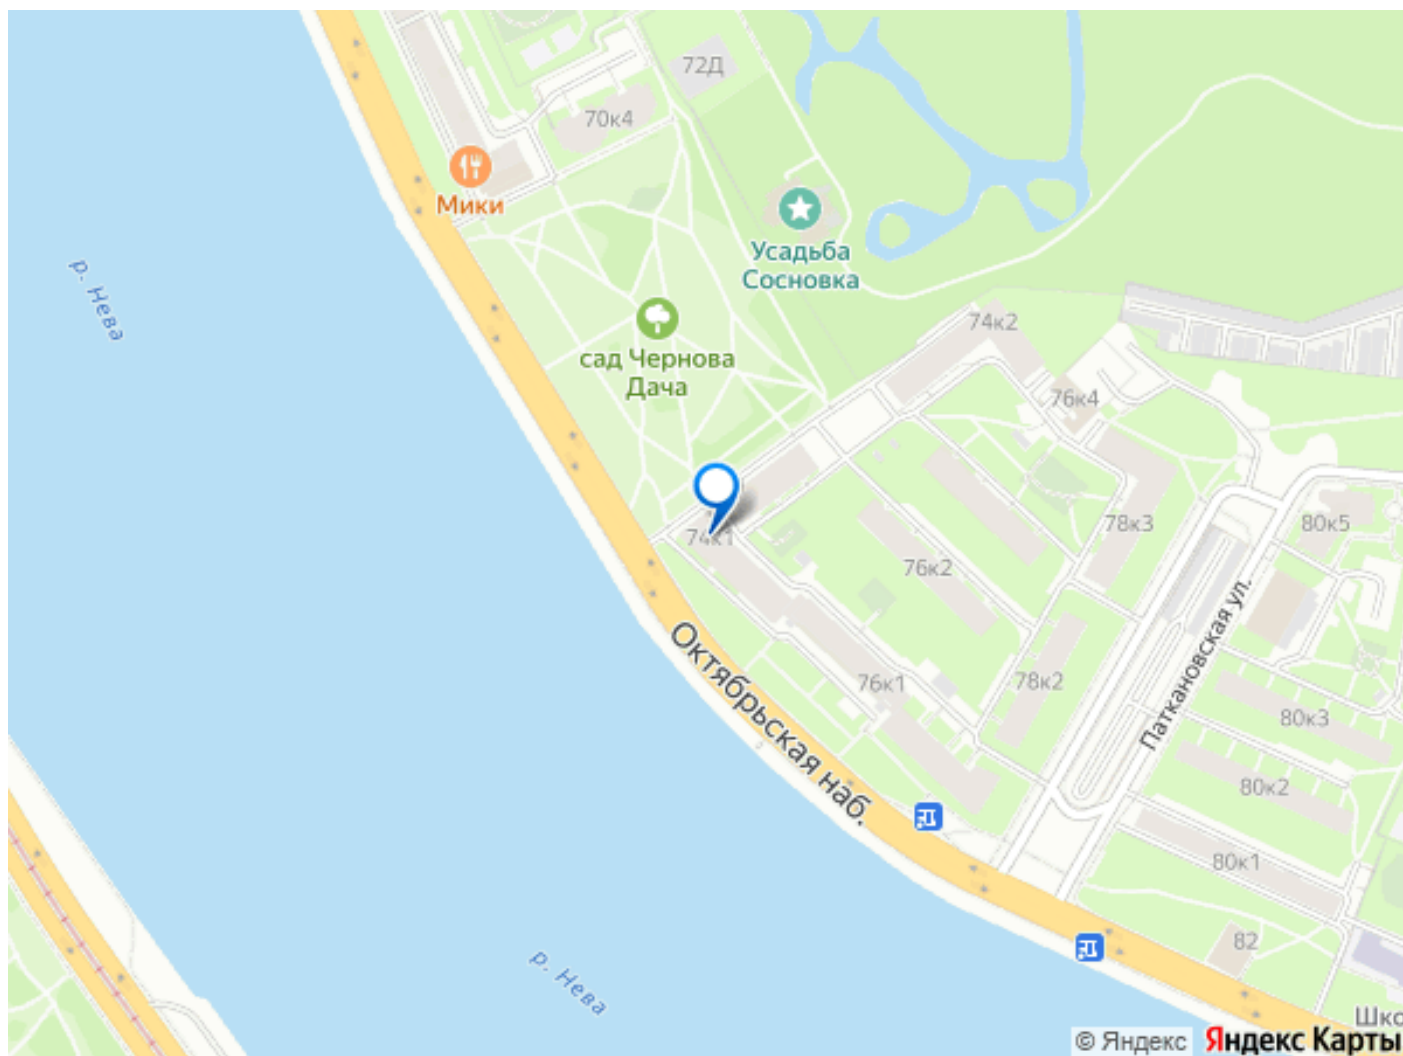 72Д
70к4
Мики
Усадьба
Сосновка
р. Нева
74к2
сад Чернова
Дача
76к4
74к1
78к3
80к5
76к2
Октябрьская наб.
76к1
78к2
Паткановская ул.
80к3
80к2
80к1
82
р. Нева
Шко
© Яндекс Яндекс Карты